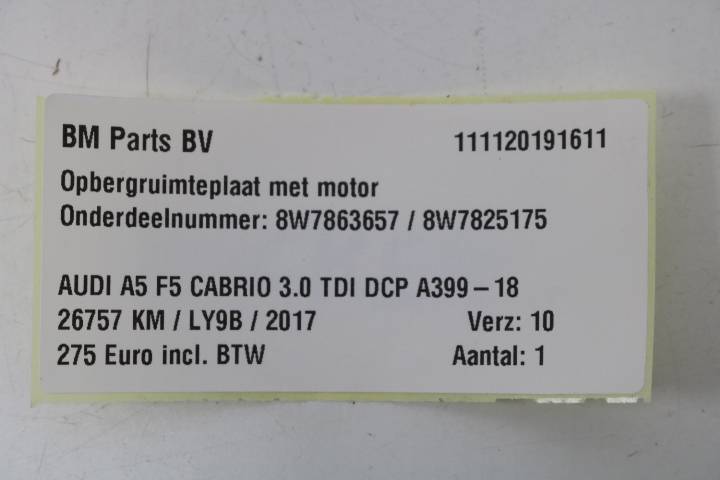 BM Parts BV 111120191611
Opbergruimteplaat met motor
Onderdeelnummer: 8W7863657 / 8W7825175
AUDI A5 F5 CABRIO 3.0 TDI DCP A399-18
26757 KM / LY9B / 2017 Verz: 10
275 Euro incl. BTW Aantal: 1